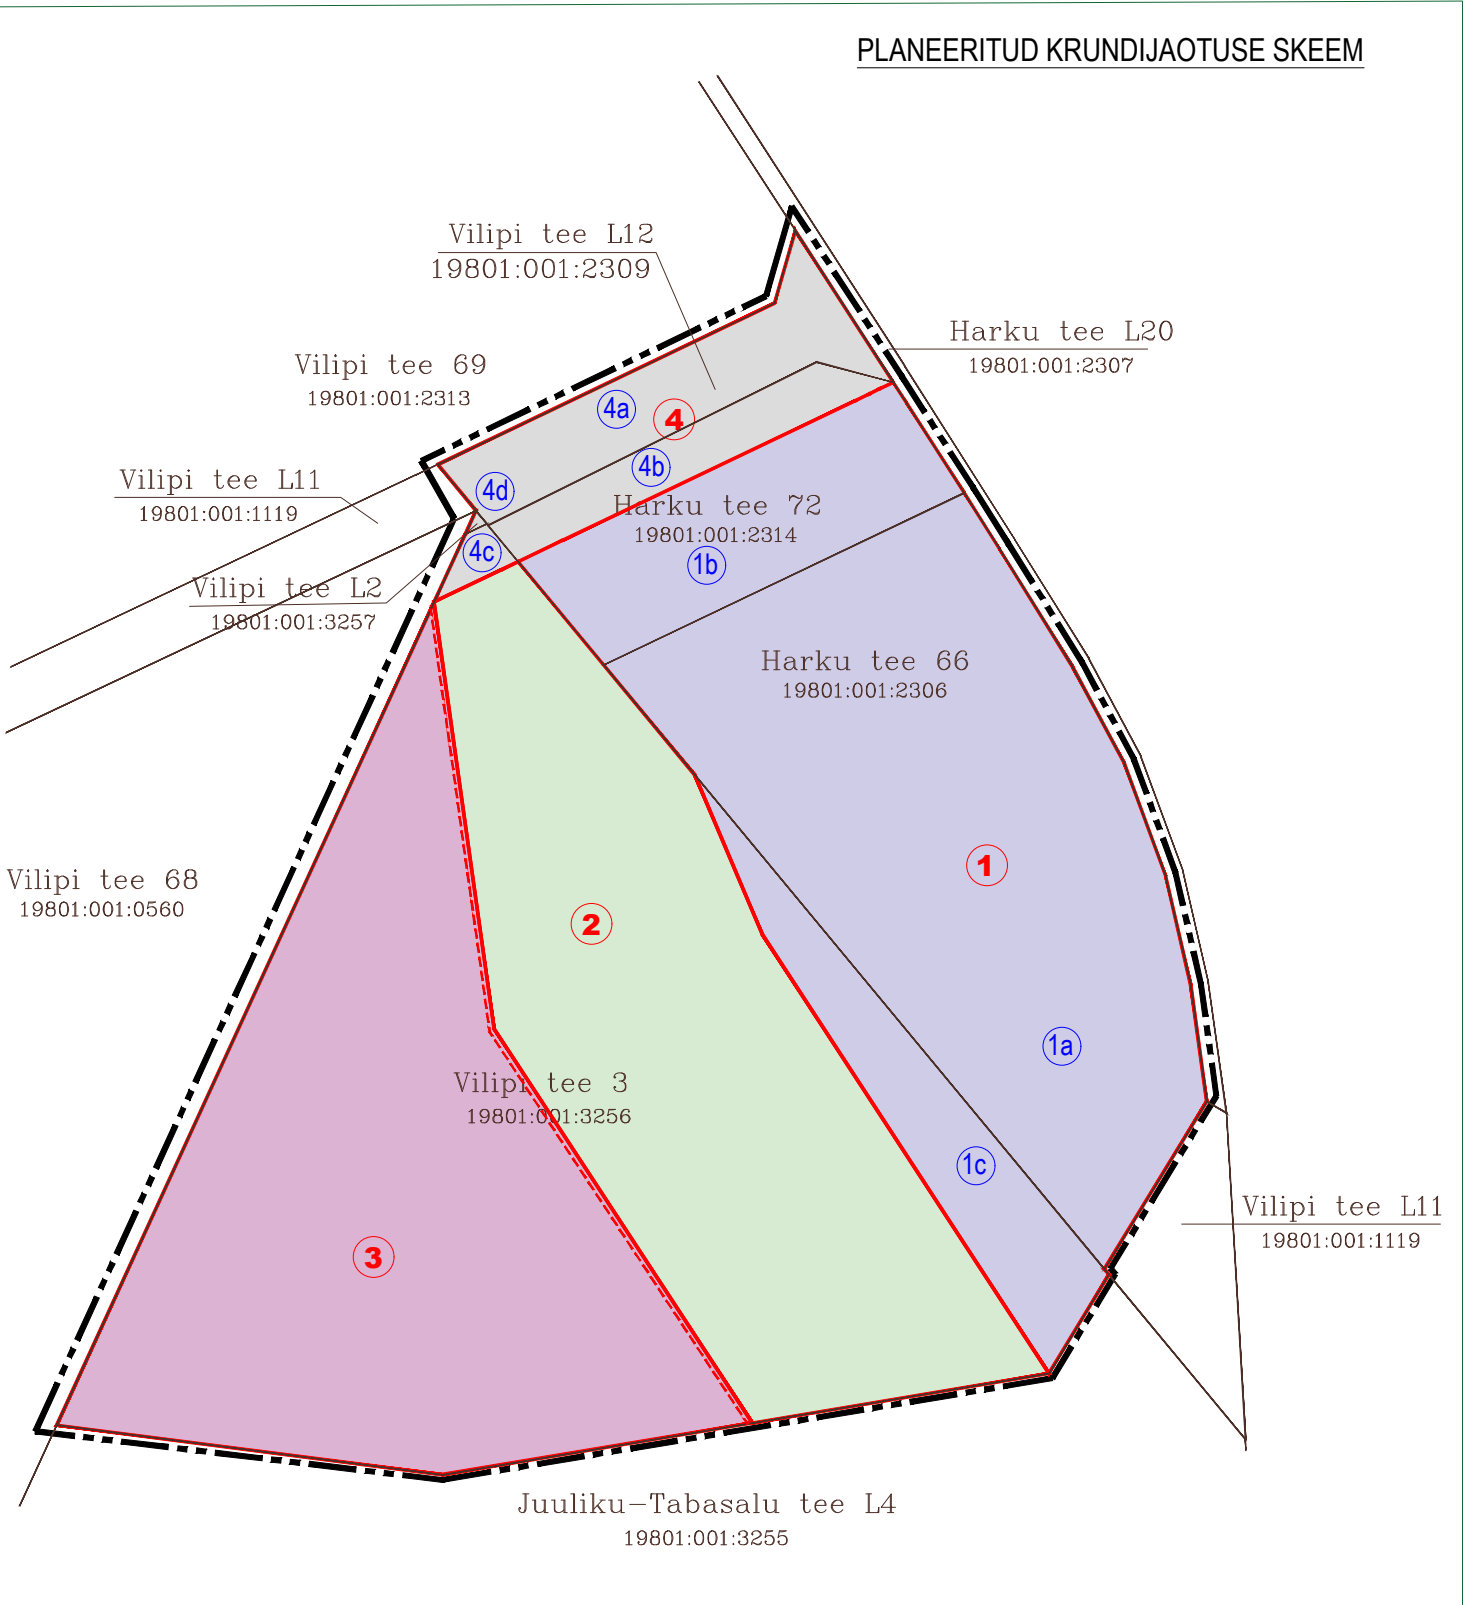 PLANEERITUD KRUNDIJAOTUSE SKEEM
Vilipi tee L12
19801:001:2309
Harku tee L20
19801:001:2307
Vilipi tee 69
19801:001:2313
4a
4
4b
Vilipi tee L11
19801:001:1119
4d
Harku tee 72
19801:001:2314
4c
1b
Vilipi tee L2
19801:001:3257
Harku tee 66
19801:001:2306
1
Vilipi tee 68
19801:001:0560
2
1a
Vilipi tee 3
19801:001:3256
1c
Vilipi tee L11
19801:001:1119
3
Juuliku-Tabasalu tee L4
19801:001:3255